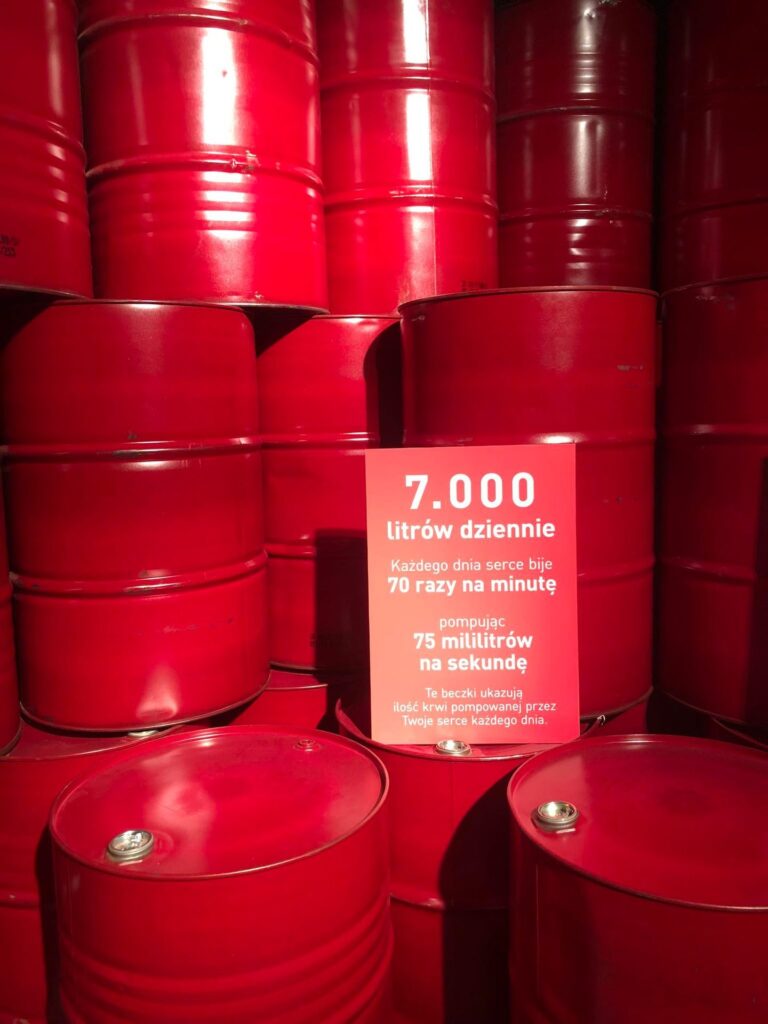 7.000
litrów dziennie
Każdego dnia serce bije
70 razy na minutę
pompując
75 mililitrów
na sekundę
Te beczki ukazują
ilość krwi pompowanej przez
Twoje serce każdego dnia.